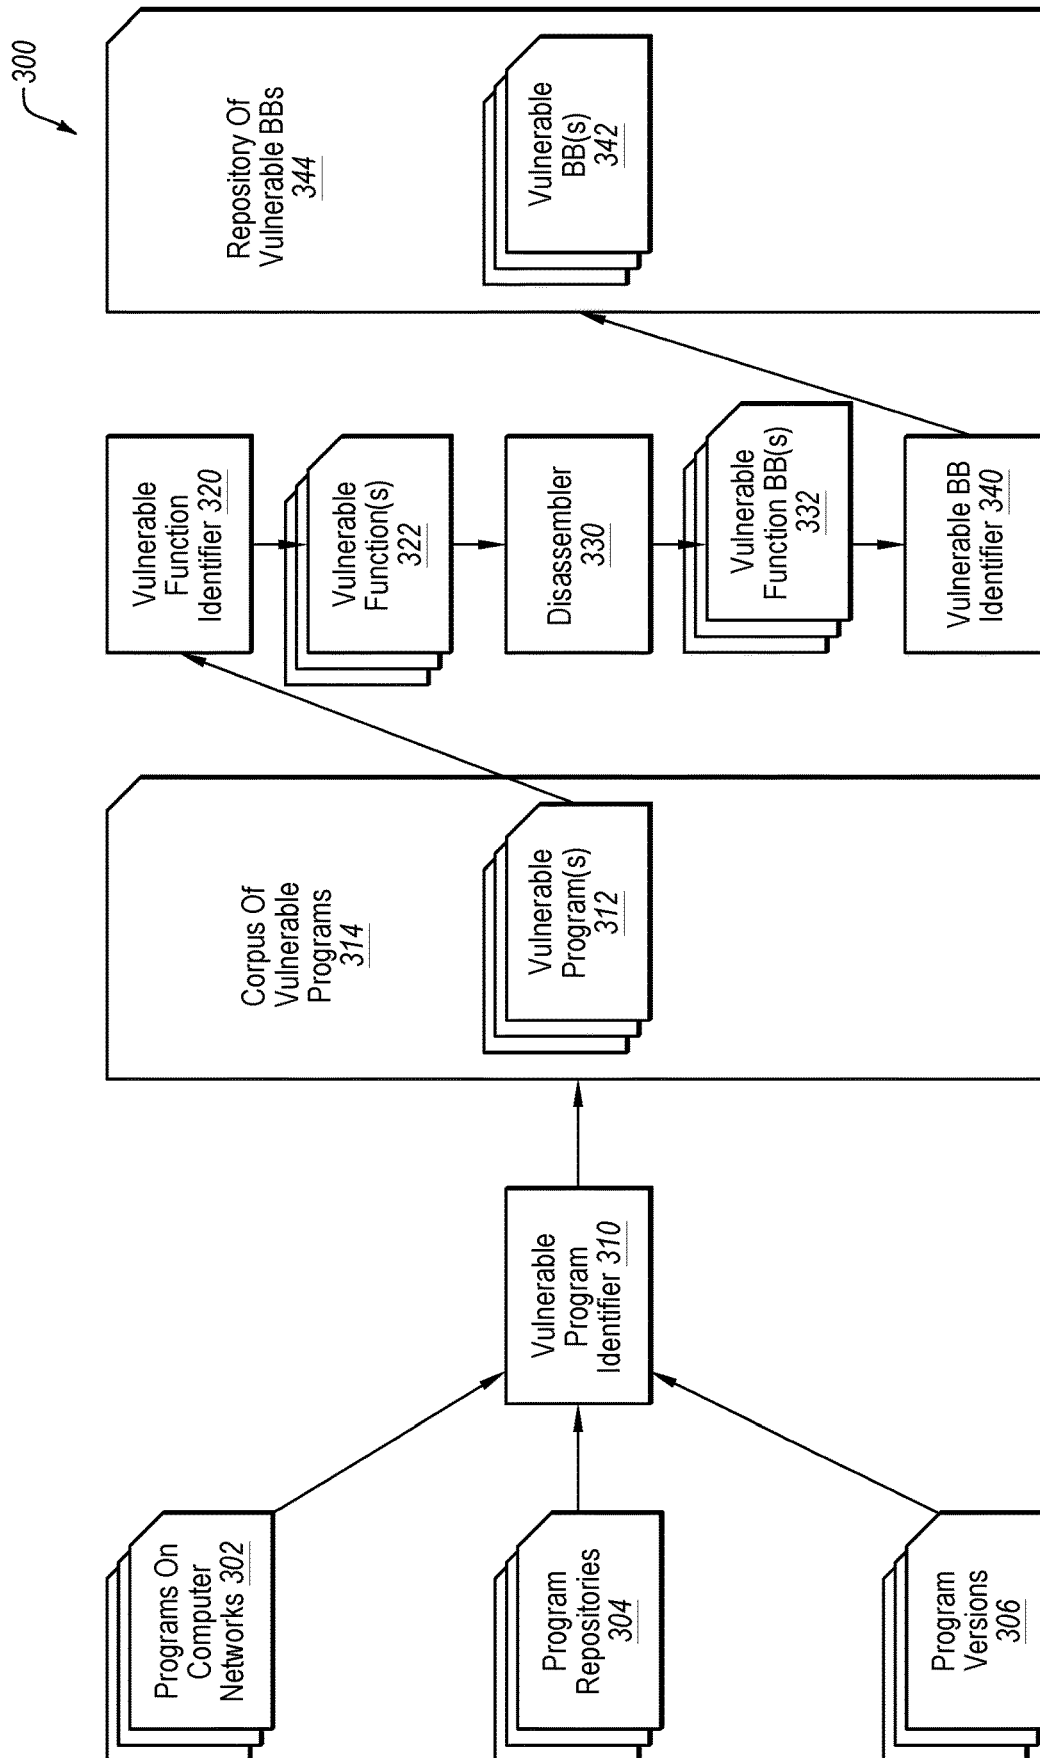 300
Programs On
Computer
Networks 302
Program
Repositories
304
Program
Versions
306
Vulnerable
Program
Identifier 310
Corpus Of
Vulnerable
Programs
314
Vulnerable
Program(s)
312
Vulnerable
Function
Identifier 320
Vulnerable
Function(s)
322
Disassembler
330
Vulnerable
Function BB(s)
332
Vulnerable BB
Identifier 340
Repository Of
Vulnerable BBs
344
Vulnerable
BB(s)
342